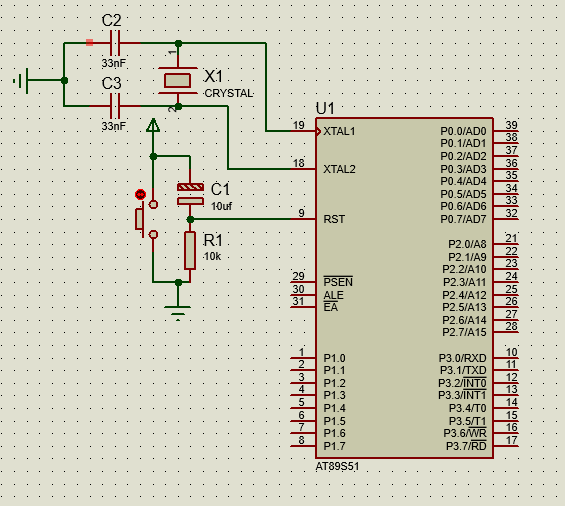 C2
33nF
C3
33nF
1
X1
CRYSTAL
2
C1
10uf
R1
10k
U1
19 XTAL1
18 XTAL2
9 RST
29 PSEN
30 ALE
31 EA
1 P1.0
2 P1.1
3 P1.2
4 P1.3
5 P1.4
6 P1.5
7 P1.6
8 P1.7
P0.0/AD0 39
P0.1/AD1 38
P0.2/AD2 37
P0.3/AD3 36
P0.4/AD4 35
P0.5/AD5 34
P0.6/AD6 33
P0.7/AD7 32
P2.0/A8 21
P2.1/A9 22
P2.2/A10 23
P2.3/A11 24
P2.4/A12 25
P2.5/A13 26
P2.6/A14 27
P2.7/A15 28
P3.0/RXD 10
P3.1/TXD 11
P3.2/INT0 12
P3.3/INT1 13
P3.4/T0 14
P3.5/T1 15
P3.6/WR 16
P3.7/RD 17
AT89S51